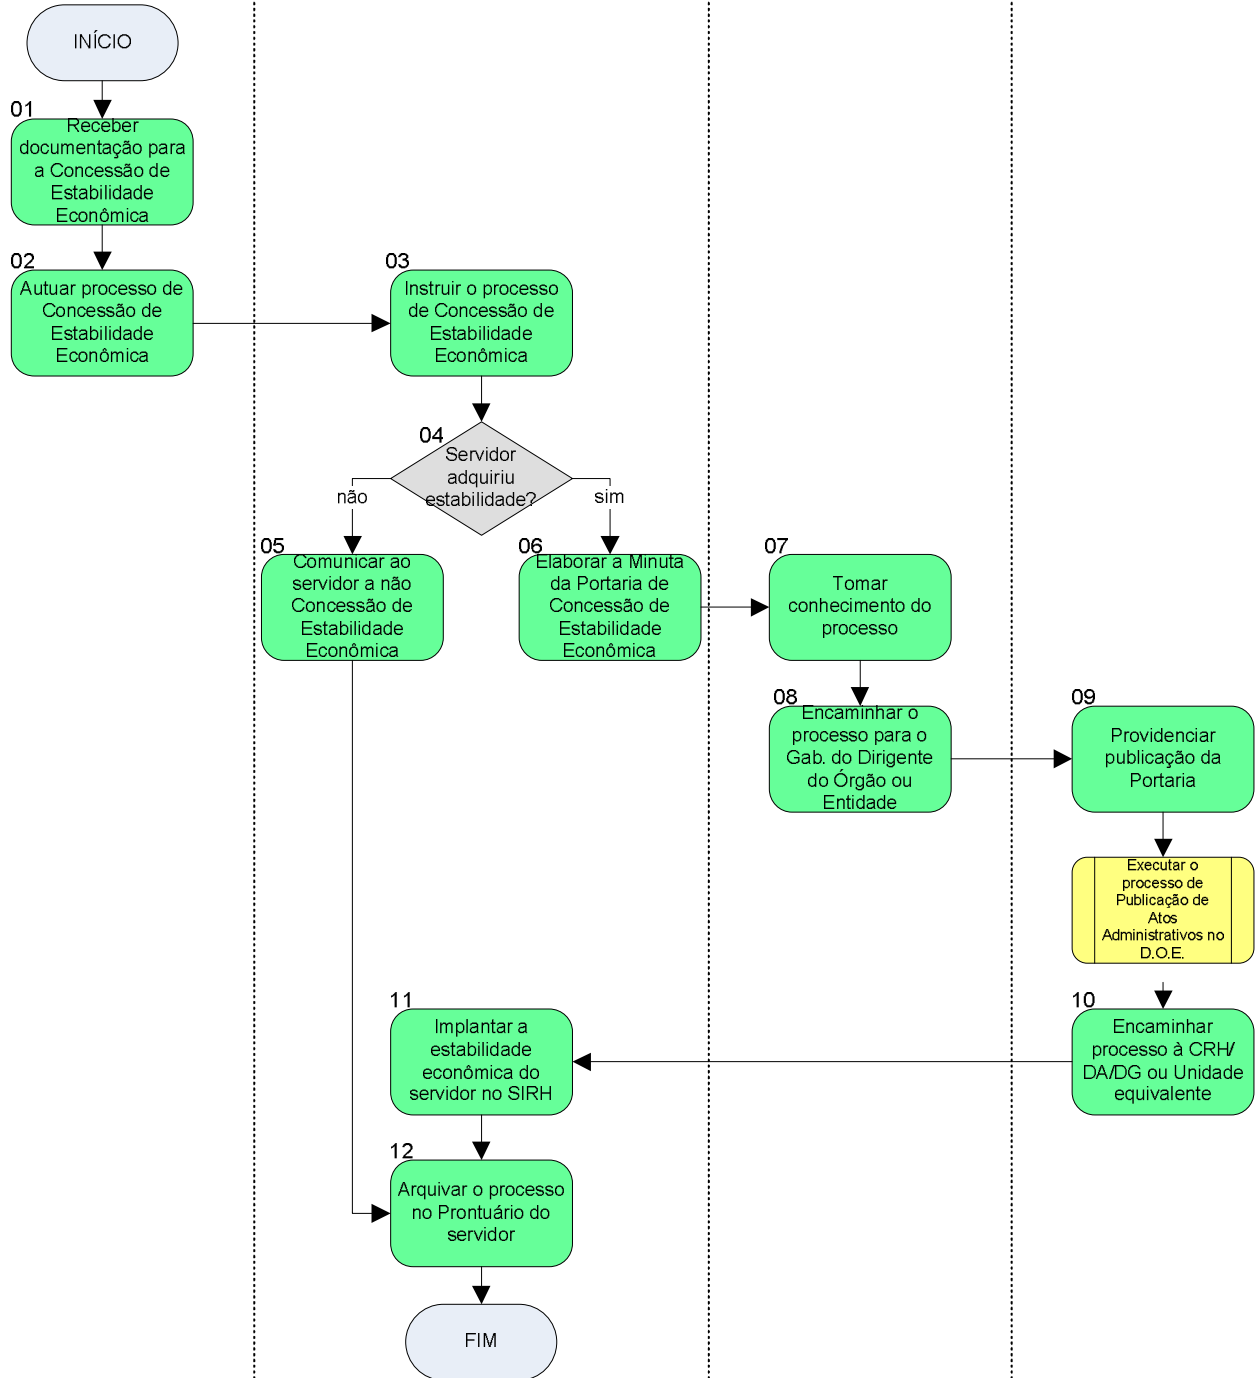 INÍCIO
01
Receber
documentação para
a Concessão de
Estabilidade
Econômica
02
Autuar processo de
Concessão de
Estabilidade
Econômica
03
Instruir o processo
de Concessão de
Estabilidade
Econômica
04
Servidor
adquiriu
estabilidade?
não
sim
05
Comunicar ao
servidor a não
Concessão de
Estabilidade
Econômica
06
Elaborar a Minuta
da Portaria de
Concessão de
Estabilidade
Econômica
07
Tomar
conhecimento do
processo
08
Encaminhar o
processo para o
Gab. do Dirigente
do Órgão ou
Entidade
09
Providenciar
publicação da
Portaria
Executar o
processo de
Publicação de
Atos
Administrativos no
D.O.E.
10
Encaminhar
processo à CRH/
DA/DG ou Unidade
equivalente
11
Implantar a
estabilidade
econômica do
servidor no SIRH
12
Arquivar o processo
no Prontuário do
servidor
FIM